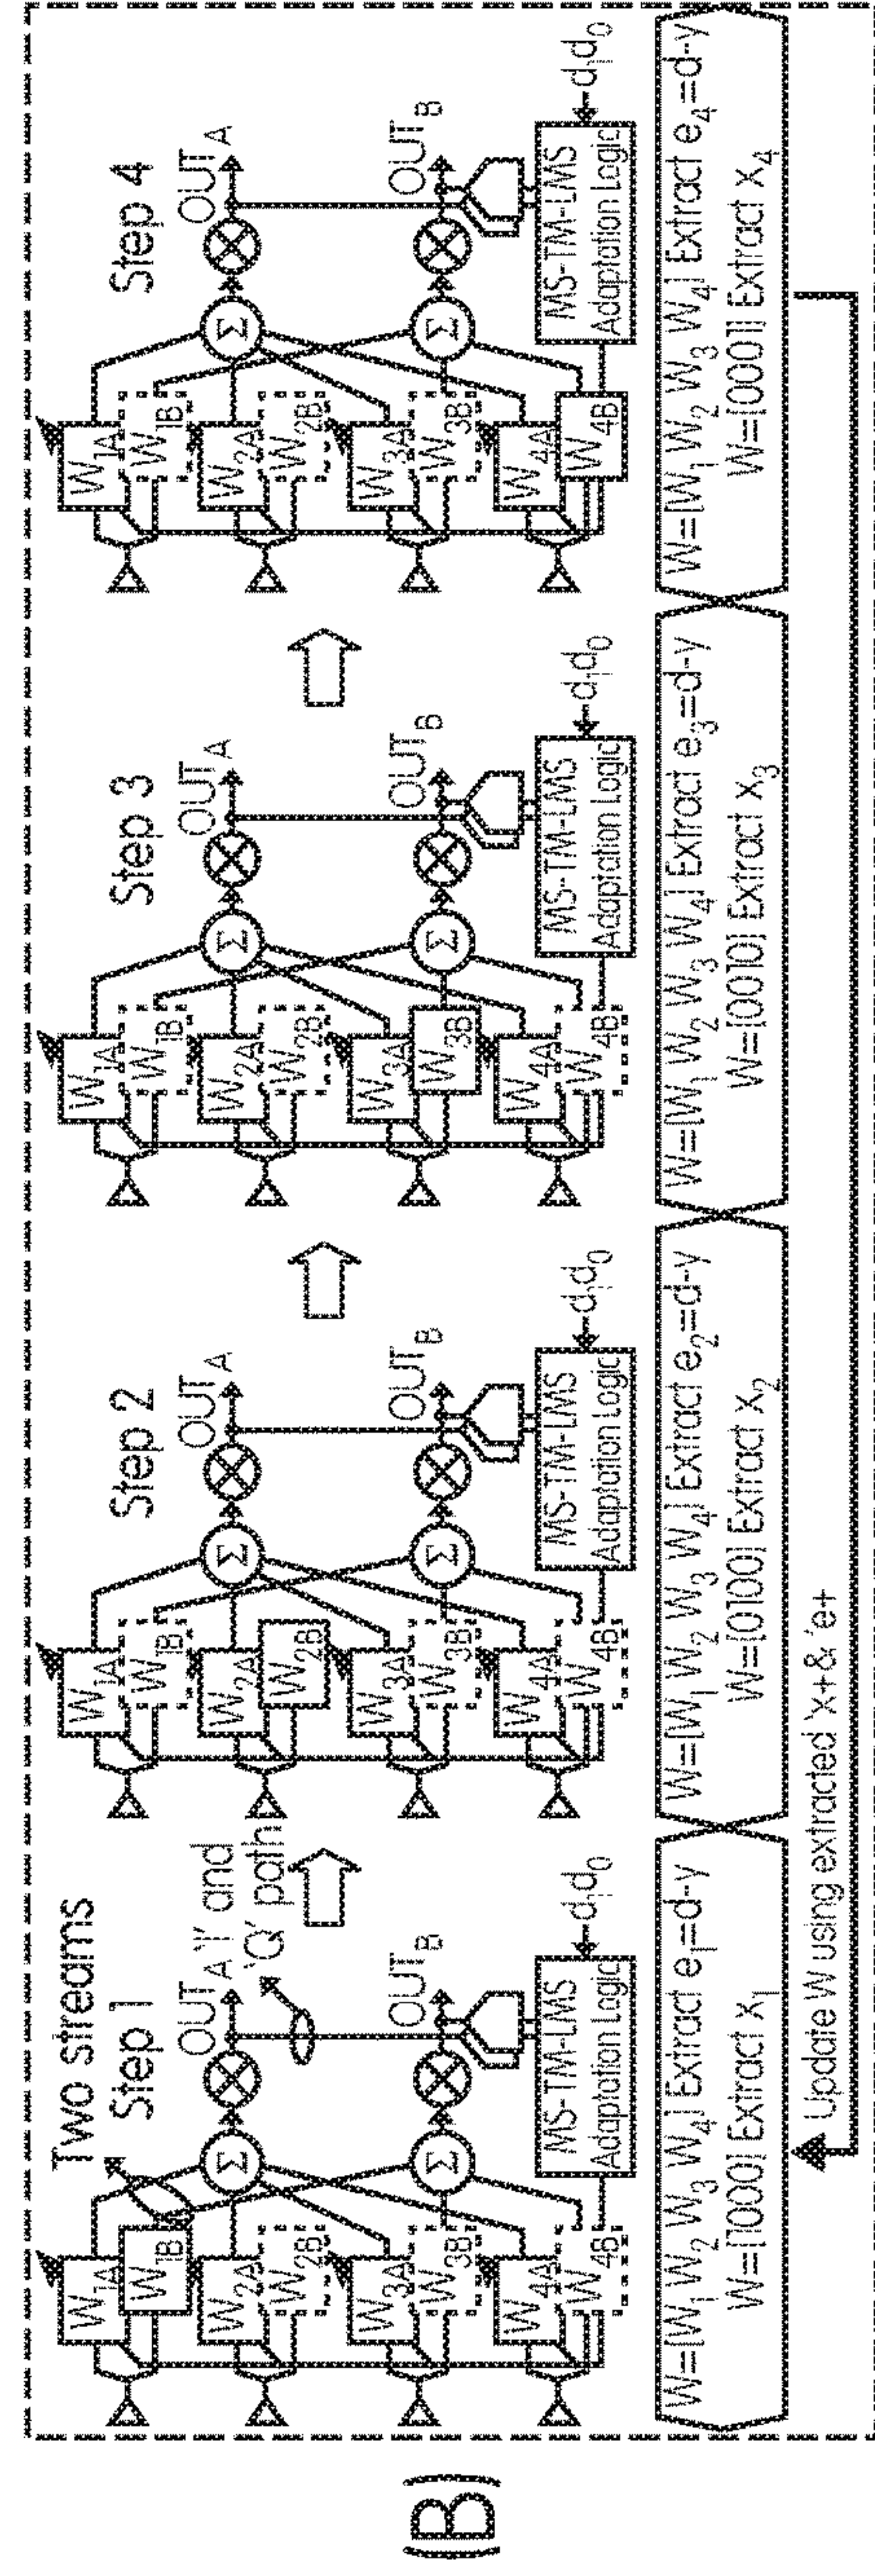 (B)
Two streams
Step 1
W1A
W1B
W2A
W2B
W3A
W3B
W4A
W4B
Σ
Σ
OUTA
'I' and
'Q' path
OUTB
MS-TM-LMS
Adaptation Logic
d1d0
W=[W1 W2 W3 W4] Extract e1=d-y
W=[1000] Extract x1
Step 2
W1A
W1B
W2A
W2B
W3A
W3B
W4A
W4B
Σ
Σ
OUTA
OUTB
MS-TM-LMS
Adaptation Logic
d1d0
W=[W1 W2 W3 W4] Extract e2=d-y
W=[0100] Extract x2
Step 3
W1A
W1B
W2A
W2B
W3A
W3B
W4A
W4B
Σ
Σ
OUTA
OUTB
MS-TM-LMS
Adaptation Logic
d1d0
W=[W1 W2 W3 W4] Extract e3=d-y
W=[0010] Extract x3
Step 4
W1A
W1B
W2A
W2B
W3A
W3B
W4A
W4B
Σ
Σ
OUTA
OUTB
MS-TM-LMS
Adaptation Logic
d1d0
W=[W1 W2 W3 W4] Extract e4=d-y
W=[0001] Extract x4
Update W using extracted 'x+&'e+